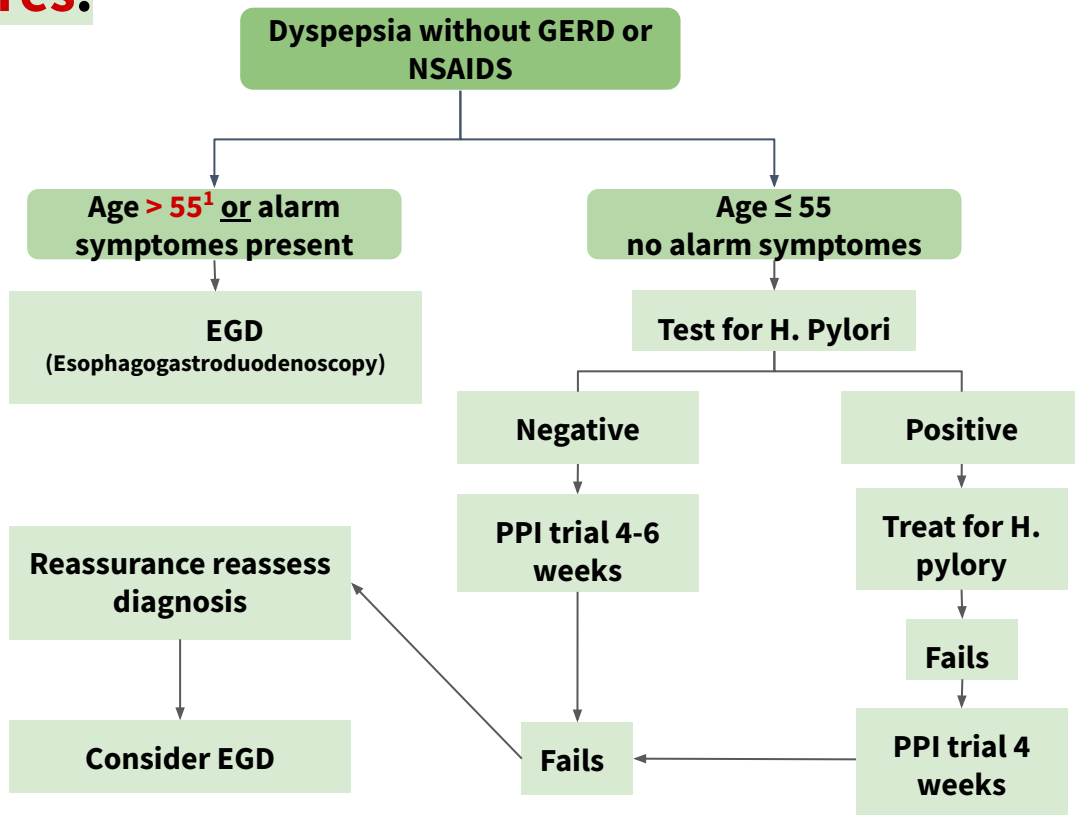 res.
Dyspepsia without GERD or
NSAIDS
Age > 55¹ or alarm
symptomes present
Age ≤ 55
no alarm symptomes
EGD
(Esophagogastroduodenoscopy)
Test for H. Pylori
Negative
Positive
PPI trial 4-6
weeks
Treat for H.
pylory
Reassurance reassess
diagnosis
Fails
Consider EGD
Fails
PPI trial 4
weeks